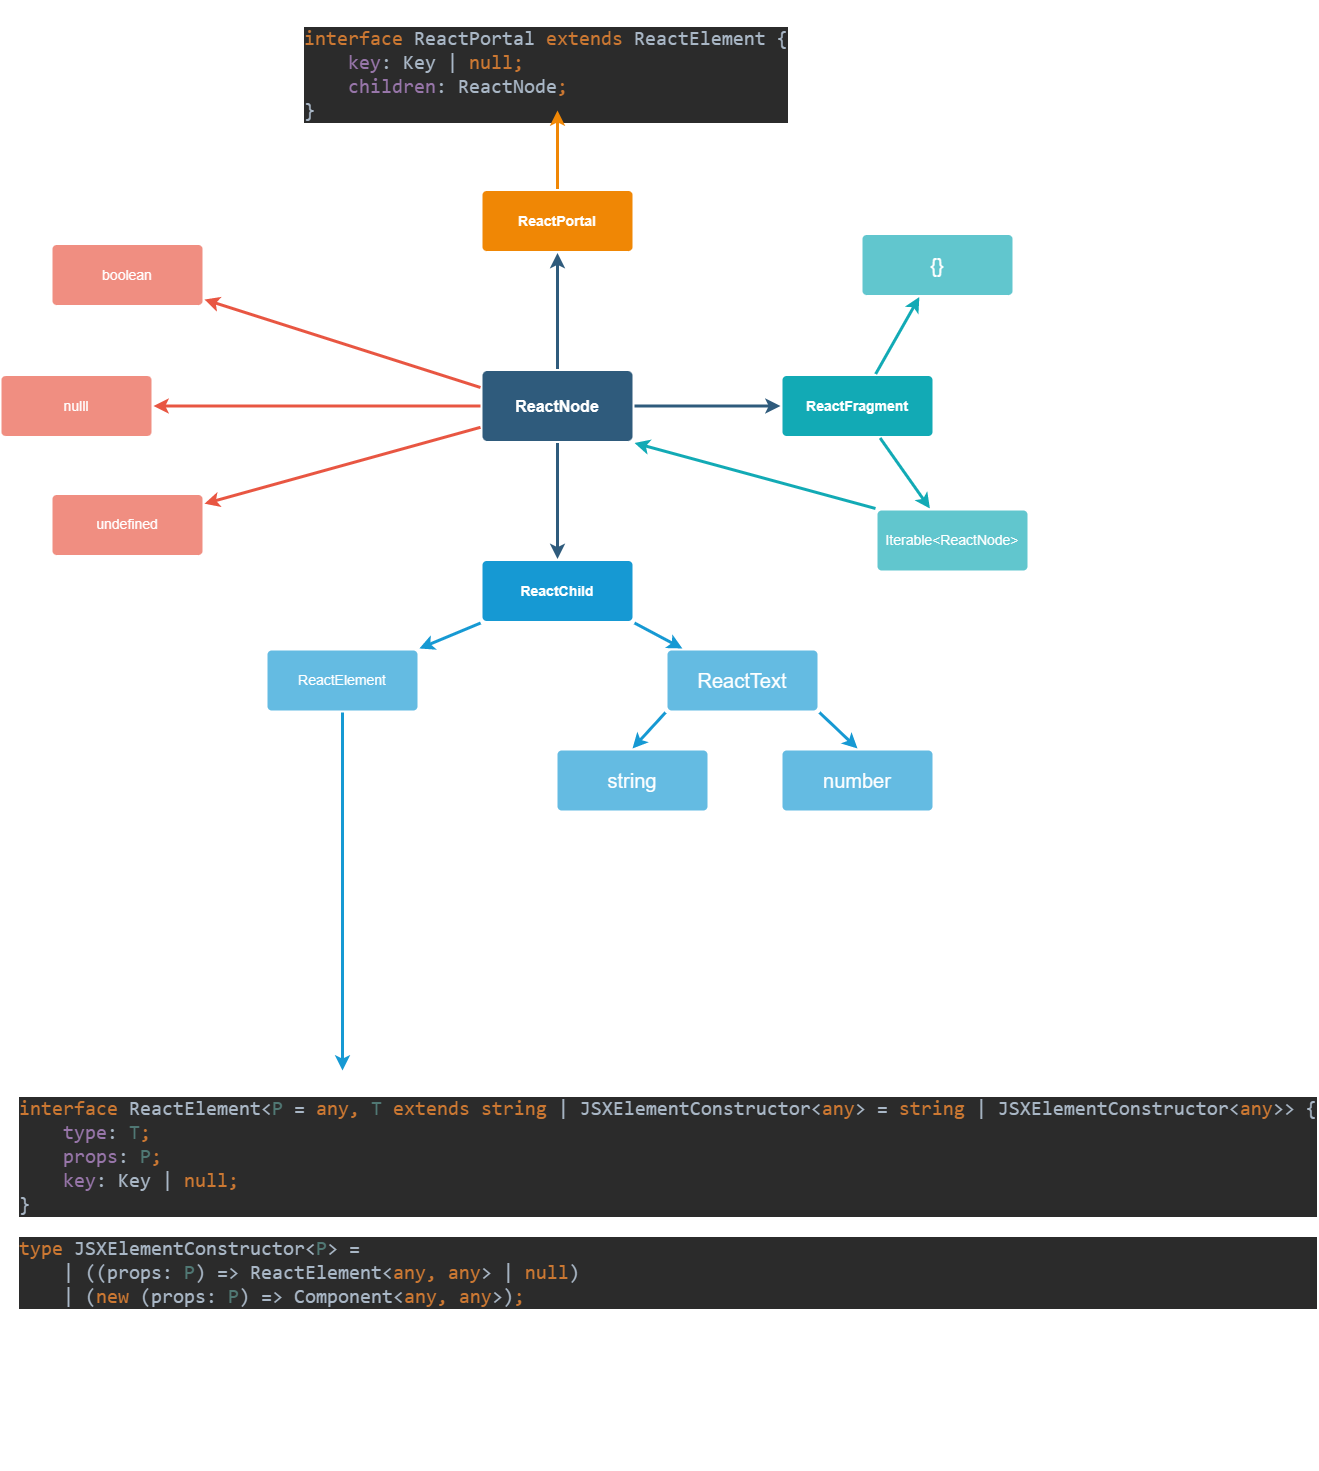 interface ReactPortal extends ReactElement {
    key: Key | null;
    children: ReactNode;
}
ReactPortal
boolean
{}
nulll
ReactNode
ReactFragment
undefined
Iterable<ReactNode>
ReactChild
ReactElement
ReactText
string
number
interface ReactElement<P = any, T extends string | JSXElementConstructor<any> = string | JSXElementConstructor<any>> {
    type: T;
    props: P;
    key: Key | null;
}
type JSXElementConstructor<P> =
    | ((props: P) => ReactElement<any, any> | null)
    | (new (props: P) => Component<any, any>);